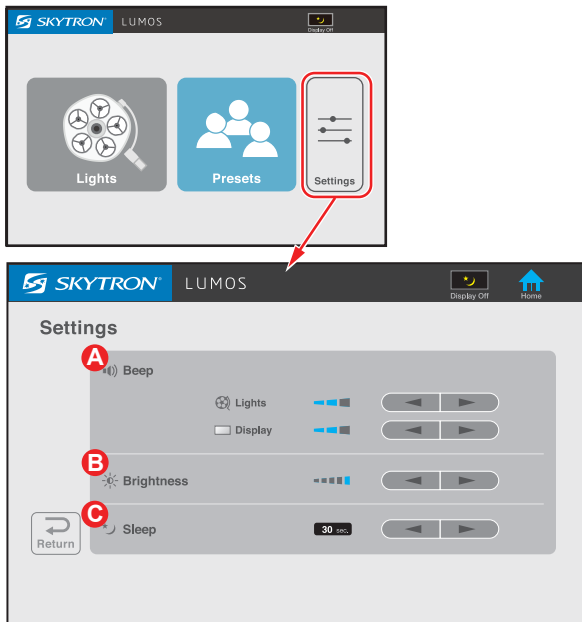 SKYTRON® LUMOS
Display Off
Lights
Presets
Settings
SKYTRON® LUMOS
Display Off
Home
Settings
A
Beep
Lights
Display
B
Brightness
C
Sleep
30 sec.
Return